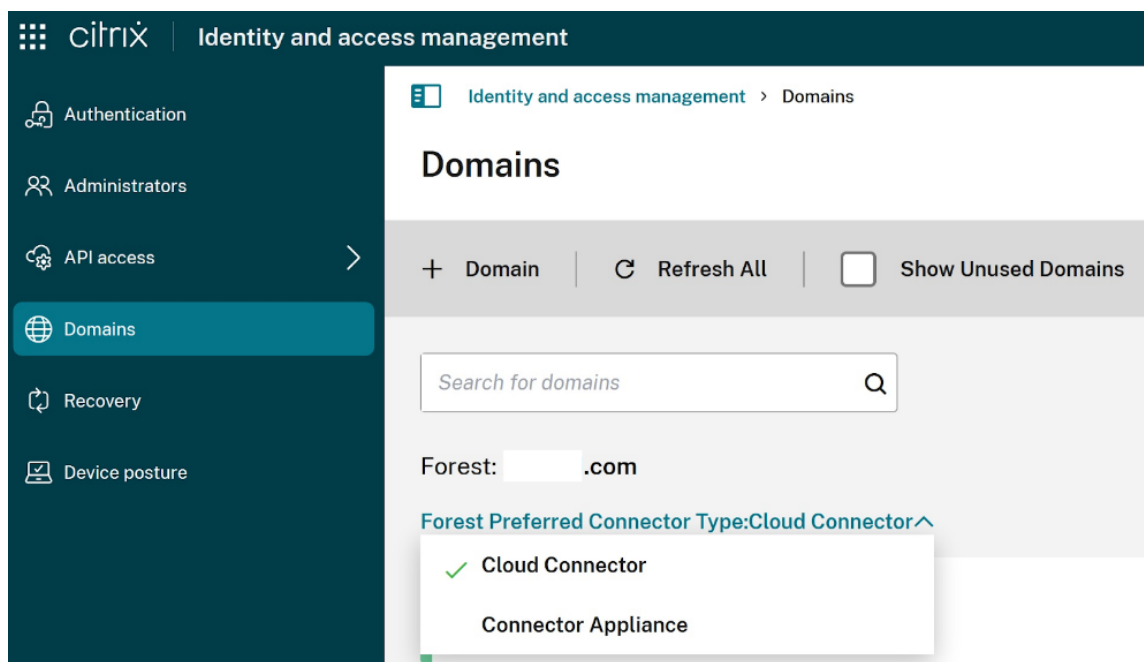 citrix Identity and access management
Authentication
Administrators
API access
Domains
Recovery
Device posture
Identity and access management > Domains
Domains
+ Domain Refresh All Show Unused Domains
Search for domains
Forest: .com
Forest Preferred Connector Type:Cloud Connector
Cloud Connector
Connector Appliance